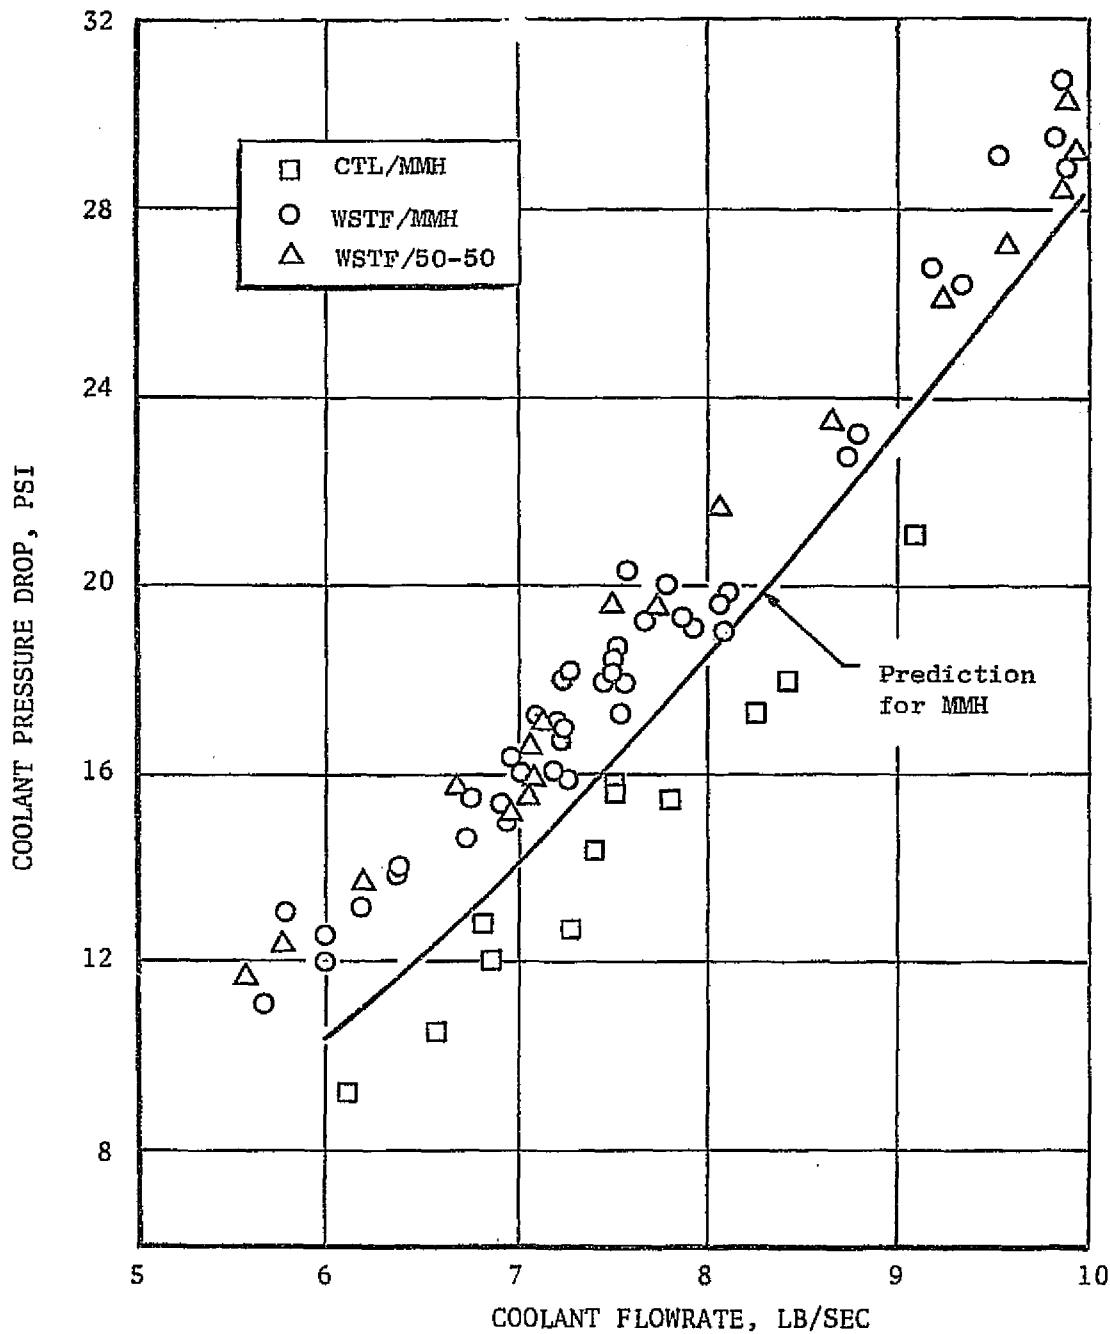 32
28
24
20
16
12
8
5 6 7 8 9 10
COOLANT PRESSURE DROP, PSI
COOLANT FLOWRATE, LB/SEC
CTL/MMH
WSTF/MMH
WSTF/50-50
Prediction
for MMH